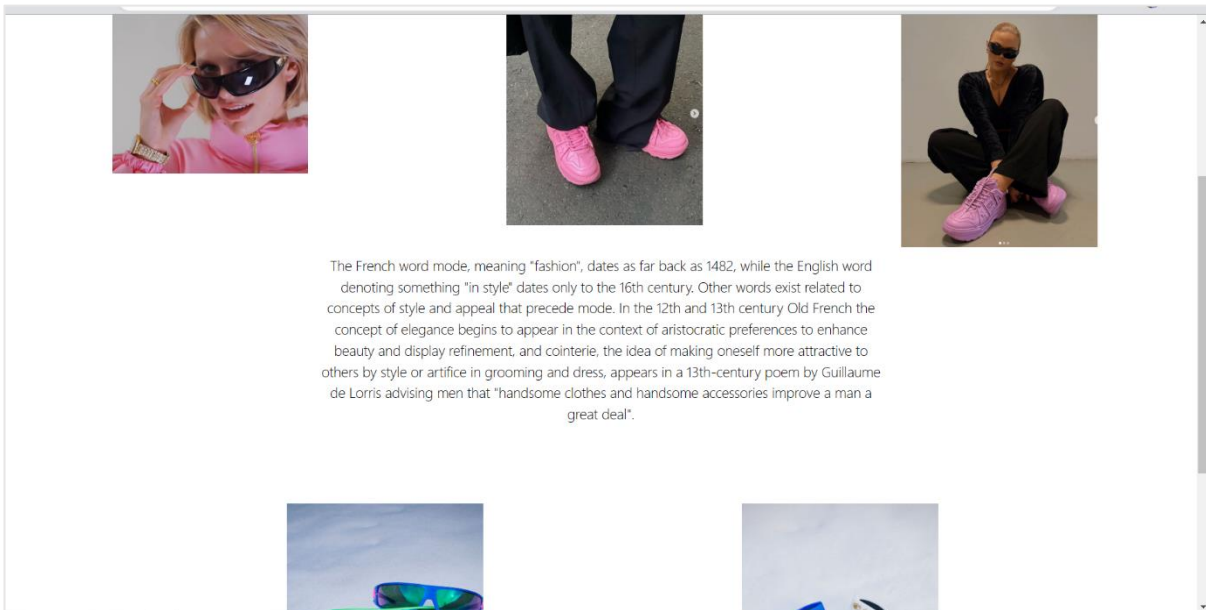 The French word mode, meaning "fashion", dates as far back as 1482, while the English word
denoting something "in style" dates only to the 16th century. Other words exist related to
concepts of style and appeal that precede mode. In the 12th and 13th century Old French the
concept of elegance begins to appear in the context of aristocratic preferences to enhance
beauty and display refinement, and cointerie, the idea of making oneself more attractive to
others by style or artifice in grooming and dress, appears in a 13th-century poem by Guillaume
de Lorris advising men that "handsome clothes and handsome accessories improve a man a
great deal".